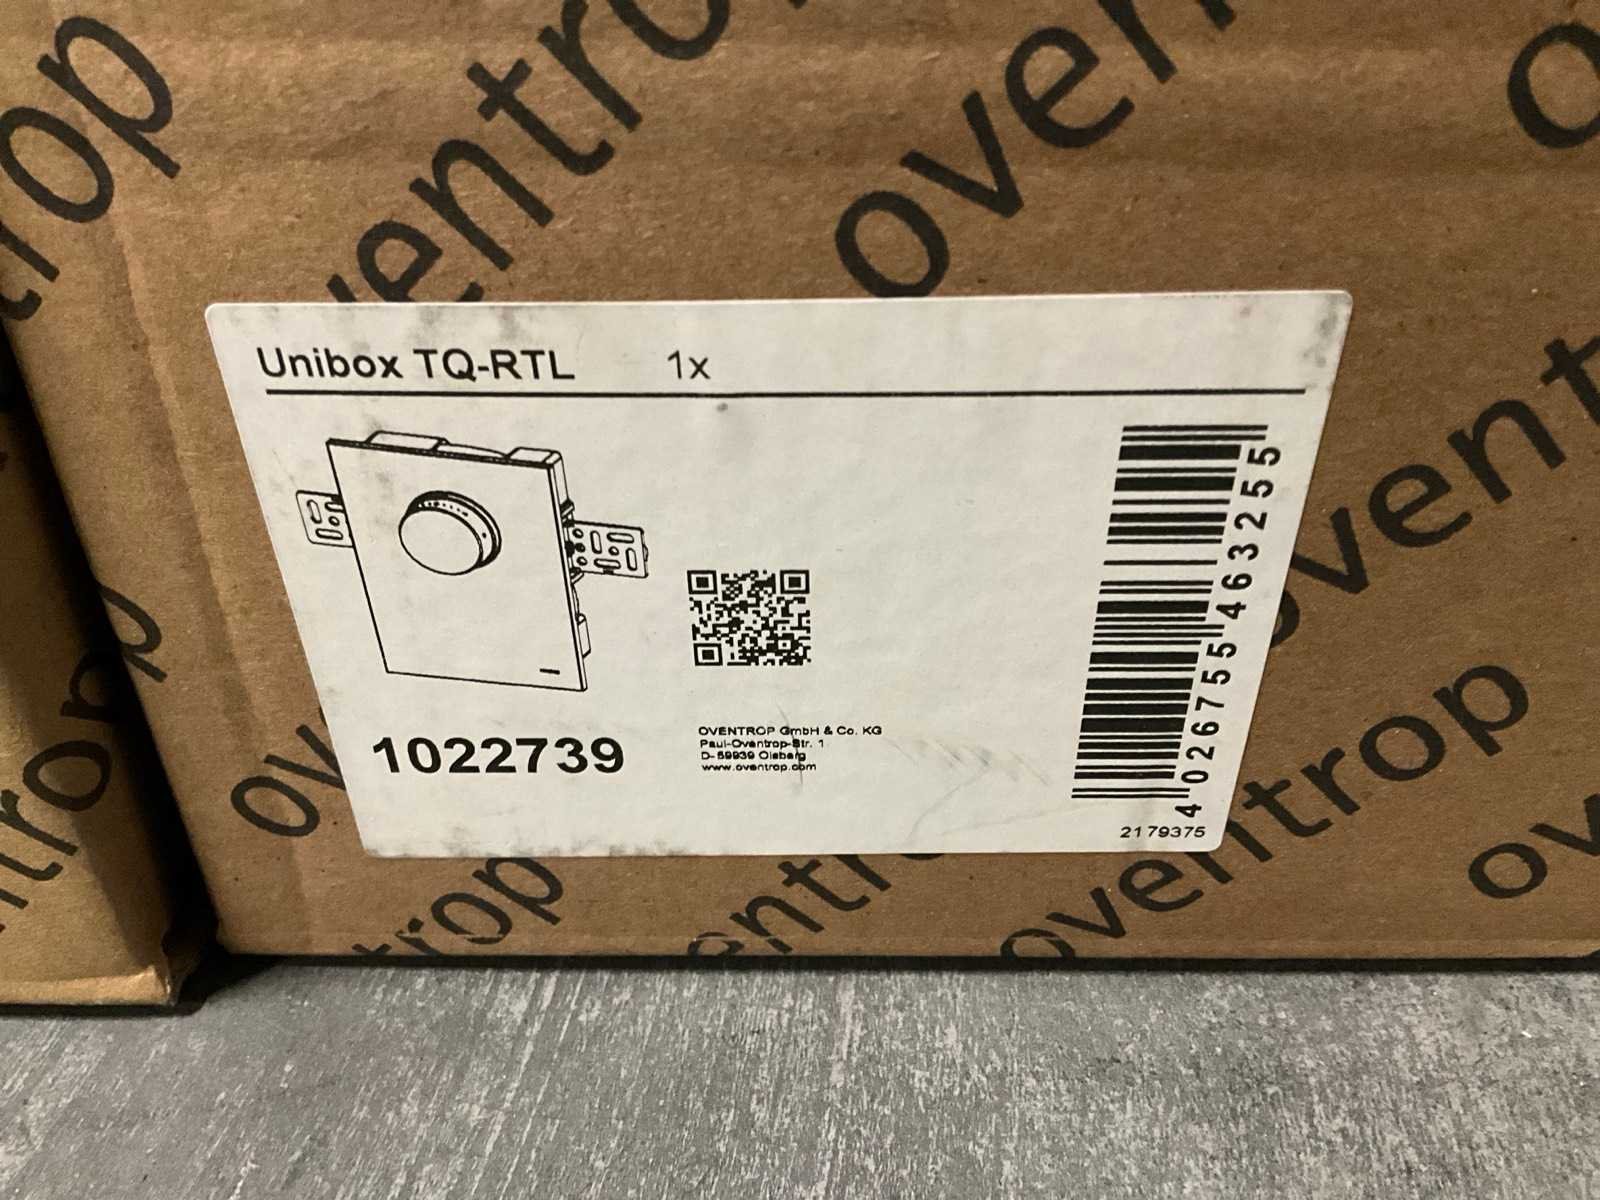 oventrop
oventrop
Unibox TQ-RTL 1x
1022739
OVENTROP GmbH & Co. KG
Paul-Oventrop-Str. 1
D-59939 Olsberg
www.oventrop.com
4026755463255
2179375
oventrop
oventrop